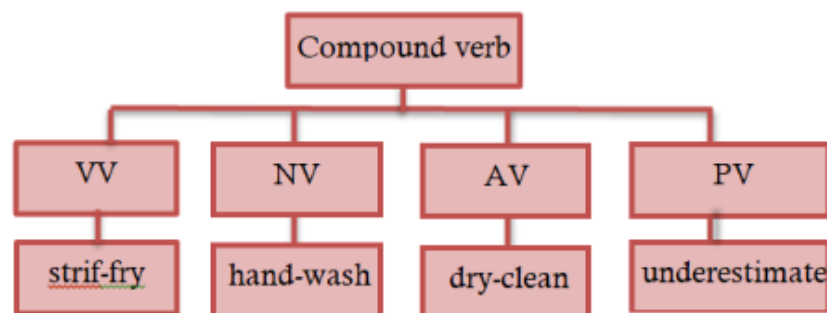 Compound verb
VV
NV
AV
PV
strif-fry
hand-wash
dry-clean
underestimate